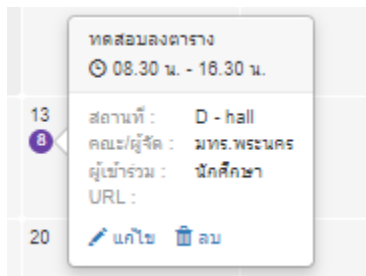 ทดสอบลงตาราง
08.30 น. - 16.30 น.
13
8
สถานที่ : D - hall
คณะ/ผู้จัด : มทร.พระนคร
ผู้เข้าร่วม : นักศึกษา
URL :
20
แก้ไข ลบ